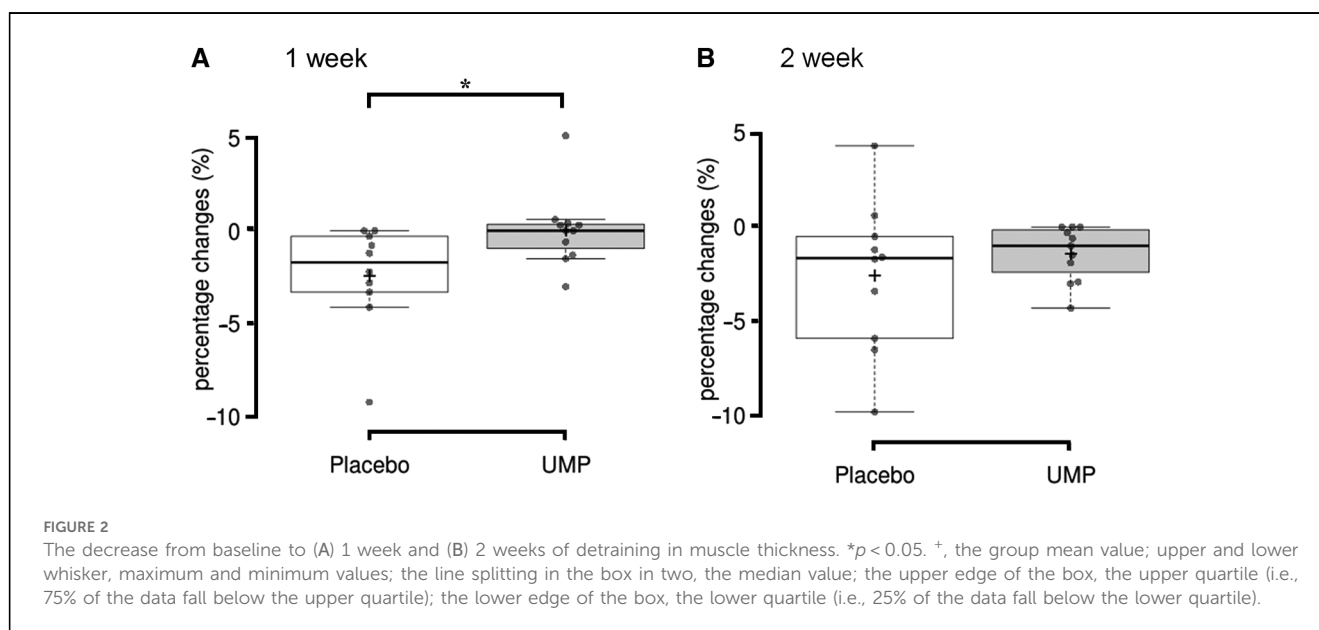 A 1 week
B 2 week
*
percentage changes (%)
5
0
−5
−10
Placebo UMP
percentage changes (%)
5
0
−5
−10
Placebo UMP
FIGURE 2
The decrease from baseline to (A) 1 week and (B) 2 weeks of detraining in muscle thickness. *p < 0.05. +, the group mean value; upper and lower
whisker, maximum and minimum values; the line splitting in the box in two, the median value; the upper edge of the box, the upper quartile (i.e.,
75% of the data fall below the upper quartile); the lower edge of the box, the lower quartile (i.e., 25% of the data fall below the lower quartile).